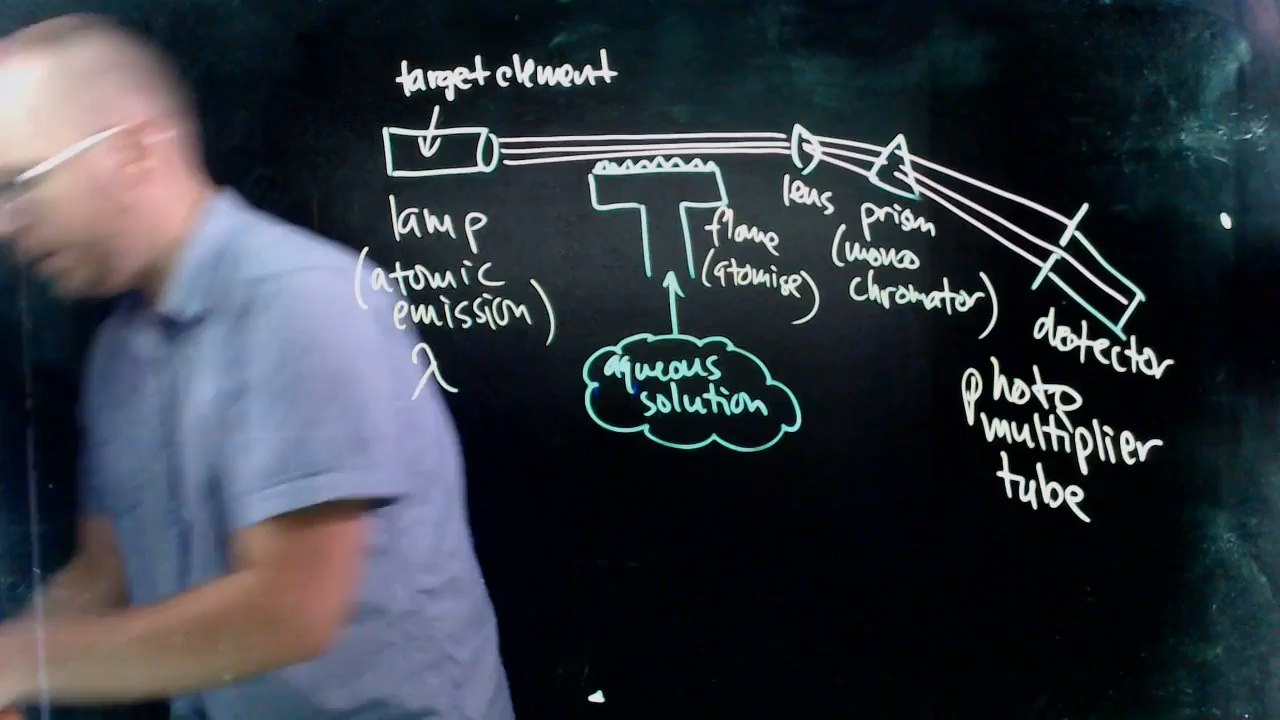 target element
lamp
(atomic
emission)
λ
flame
(atomise)
aqueous
solution
lens
prism
(mono
chromator)
detector
photo
multiplier
tube